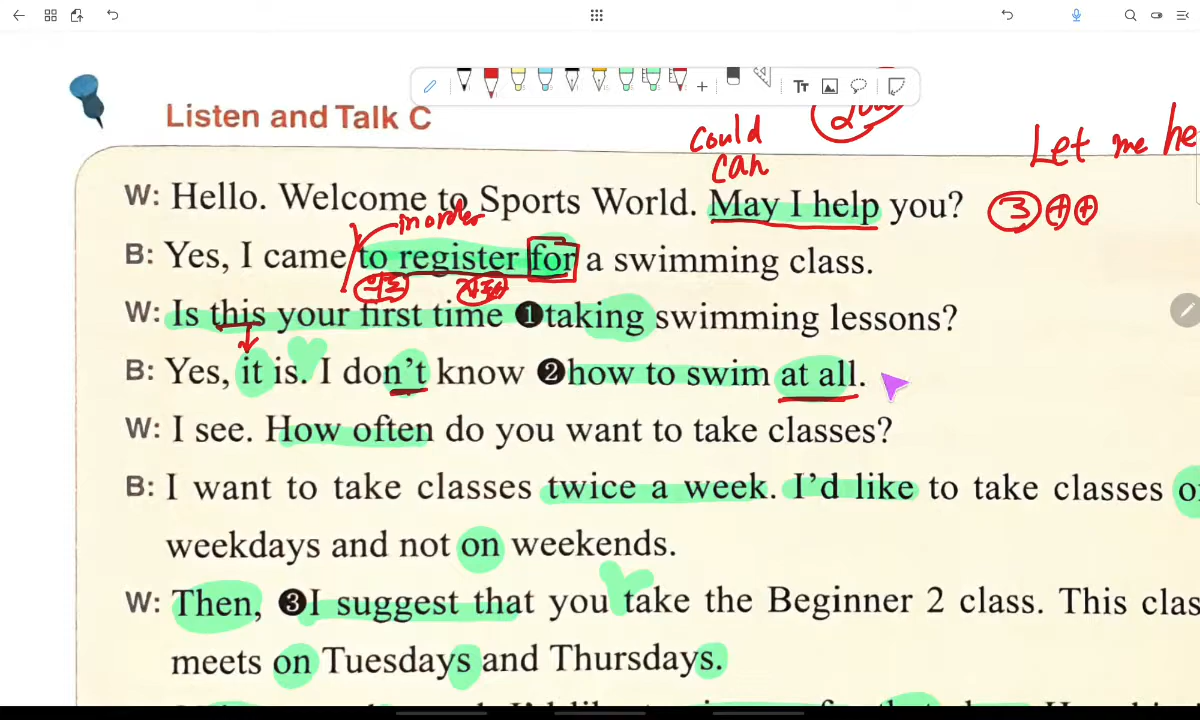 Listen and Talk C
could
can
Let me he
W: Hello. Welcome to Sports World. May I help you? ③ ⊕⊕
in order
B: Yes, I came to register for a swimming class.
W: Is this your first time ❶taking swimming lessons?
B: Yes, it is. I don't know ❷how to swim at all.
W: I see. How often do you want to take classes?
B: I want to take classes twice a week. I'd like to take classes o
weekdays and not on weekends.
W: Then, ❸I suggest that you take the Beginner 2 class. This clas
meets on Tuesdays and Thursdays.